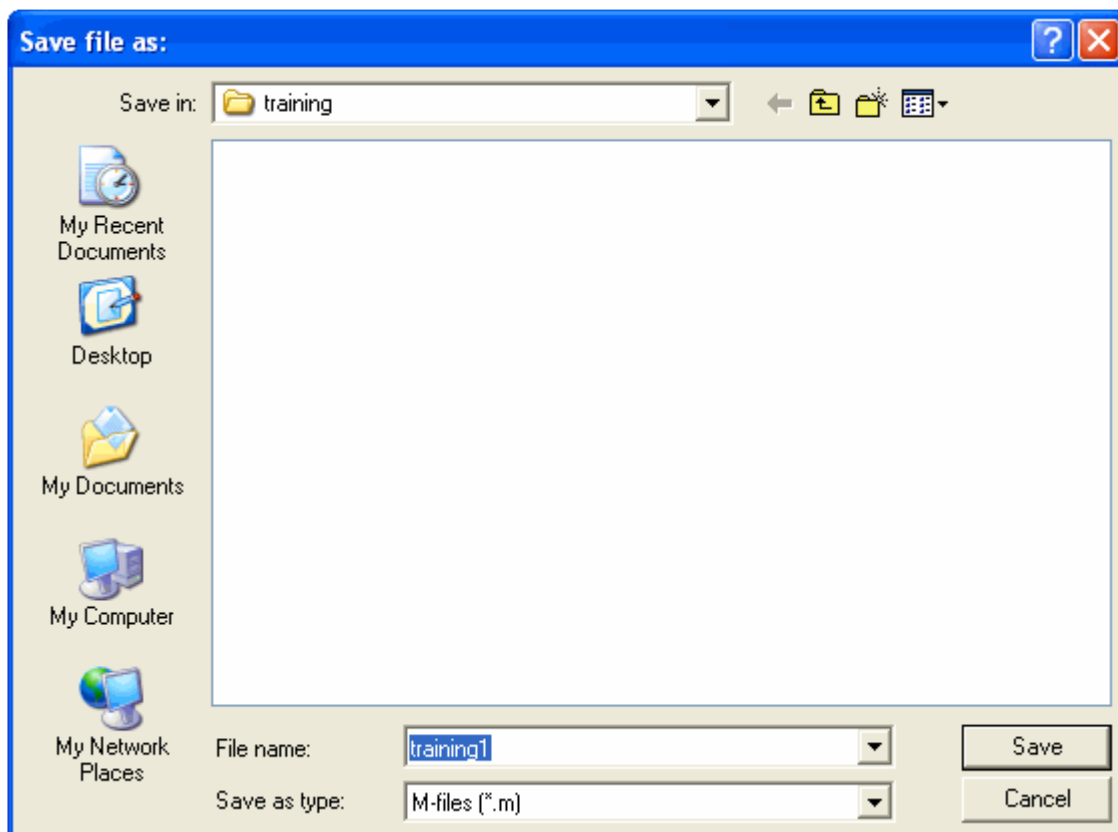 Save file as:
Save in: training
My Recent
Documents
Desktop
My Documents
My Computer
My Network
Places
File name: training1 Save
Save as type: M-files (*.m) Cancel